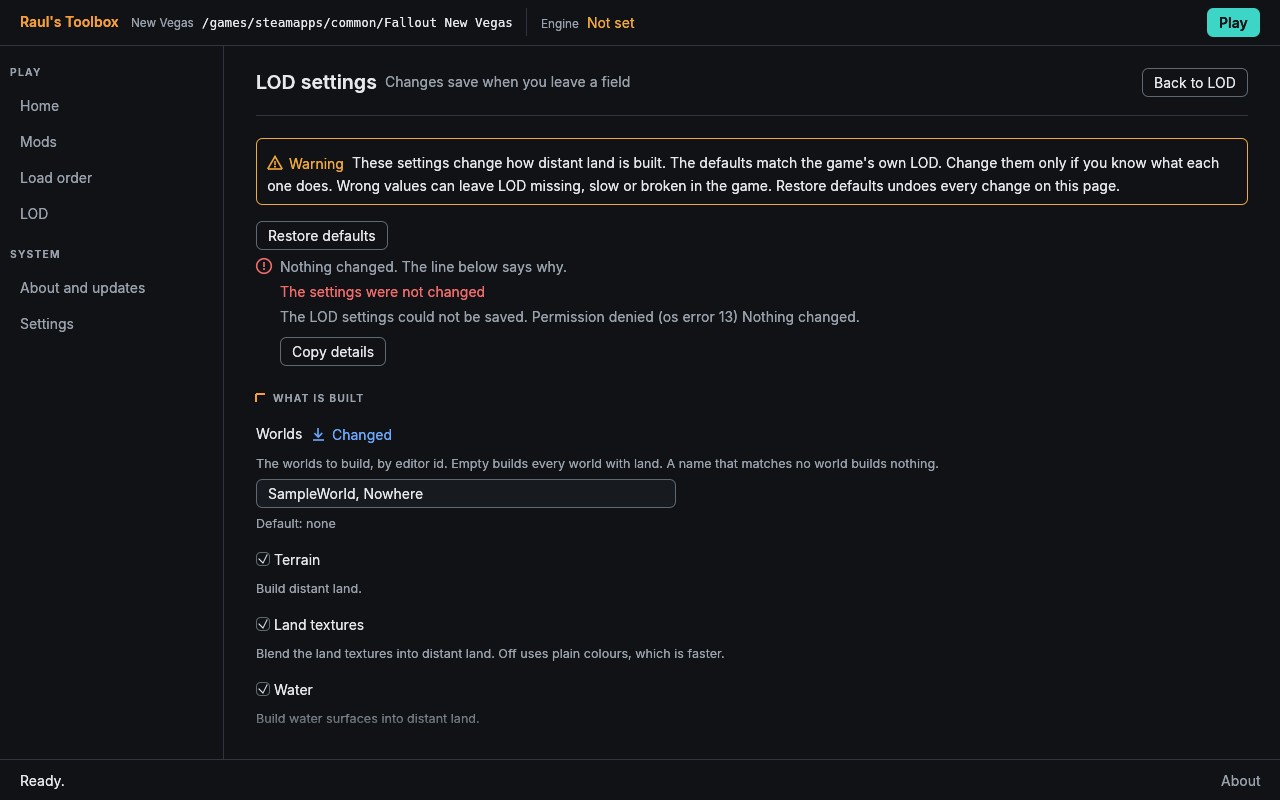 Raul's Toolbox New Vegas /games/steamapps/common/Fallout New Vegas Engine Not set Play
PLAY
Home
Mods
Load order
LOD
SYSTEM
About and updates
Settings
LOD settings Changes save when you leave a field Back to LOD
Warning These settings change how distant land is built. The defaults match the game's own LOD. Change them only if you know what each
one does. Wrong values can leave LOD missing, slow or broken in the game. Restore defaults undoes every change on this page.
Restore defaults
Nothing changed. The line below says why.
The settings were not changed
The LOD settings could not be saved. Permission denied (os error 13) Nothing changed.
Copy details
WHAT IS BUILT
Worlds Changed
The worlds to build, by editor id. Empty builds every world with land. A name that matches no world builds nothing.
SampleWorld, Nowhere
Default: none
Terrain
Build distant land.
Land textures
Blend the land textures into distant land. Off uses plain colours, which is faster.
Water
Build water surfaces into distant land.
Ready. About